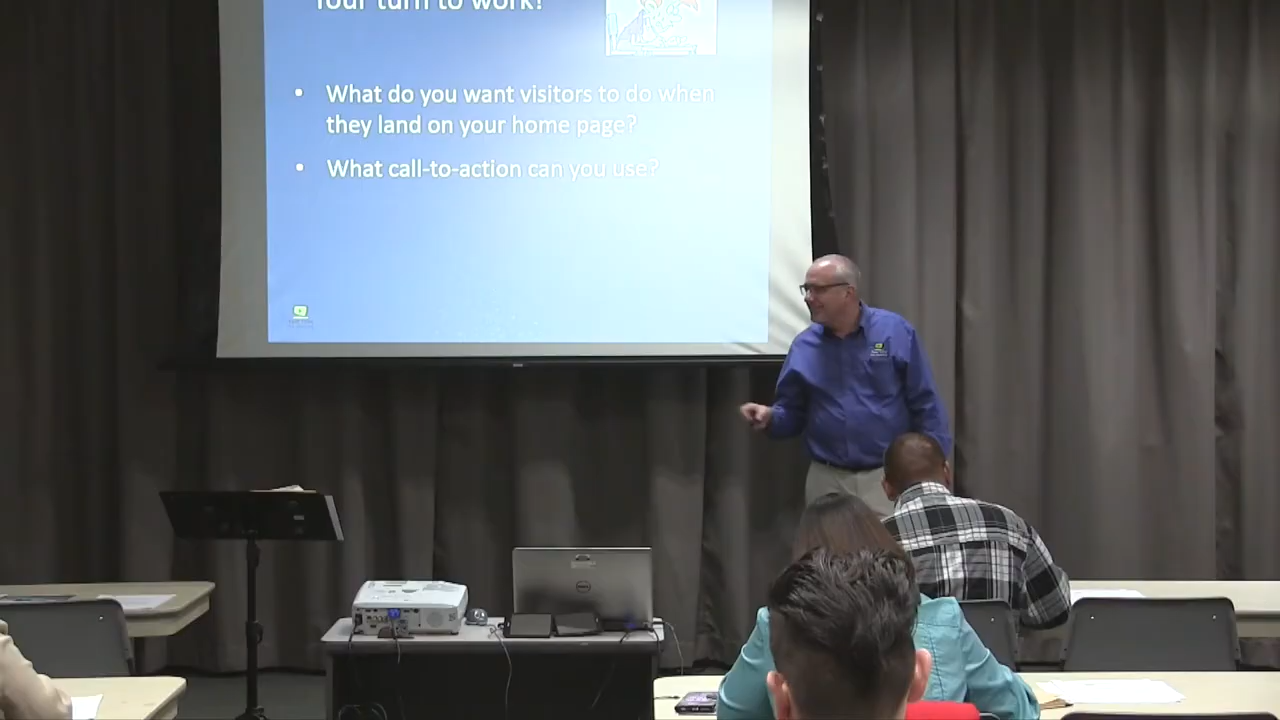 Your turn to work!
• What do you want visitors to do when
they land on your home page?
• What call-to-action can you use?
DELL